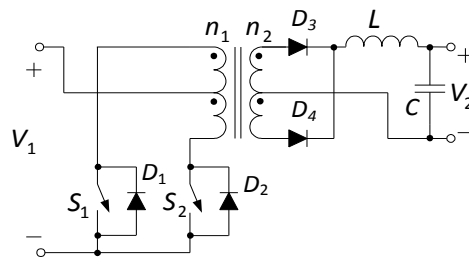 n1 n2 D3 L
+ +
V1 D4 C V2
S1 D1 S2 D2 −
−